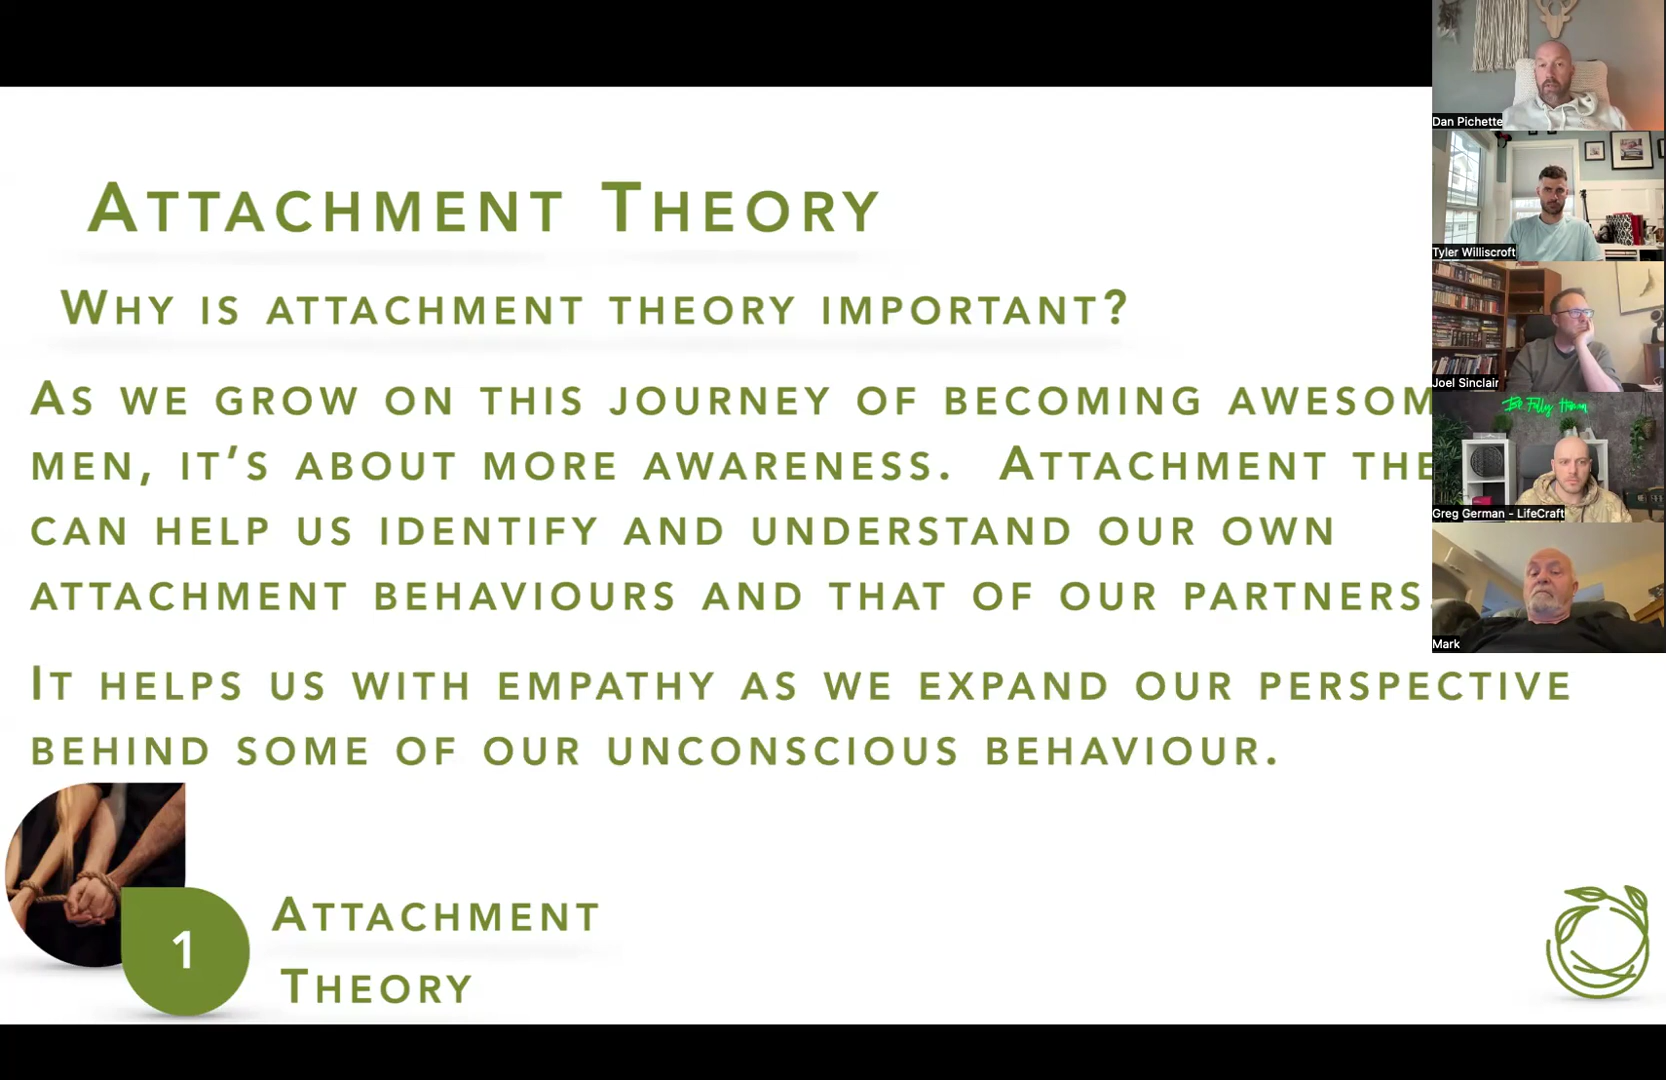 Attachment Theory
Why is attachment theory important?
As we grow on this journey of becoming awesom
men, it's about more awareness. Attachment the
can help us identify and understand our own
attachment behaviours and that of our partners.
It helps us with empathy as we expand our perspective
behind some of our unconscious behaviour.
1
Attachment
Theory
Dan Pichette
Tyler Williscroft
Joel Sinclair
Be Fully Human
Greg German - LifeCraft
Mark